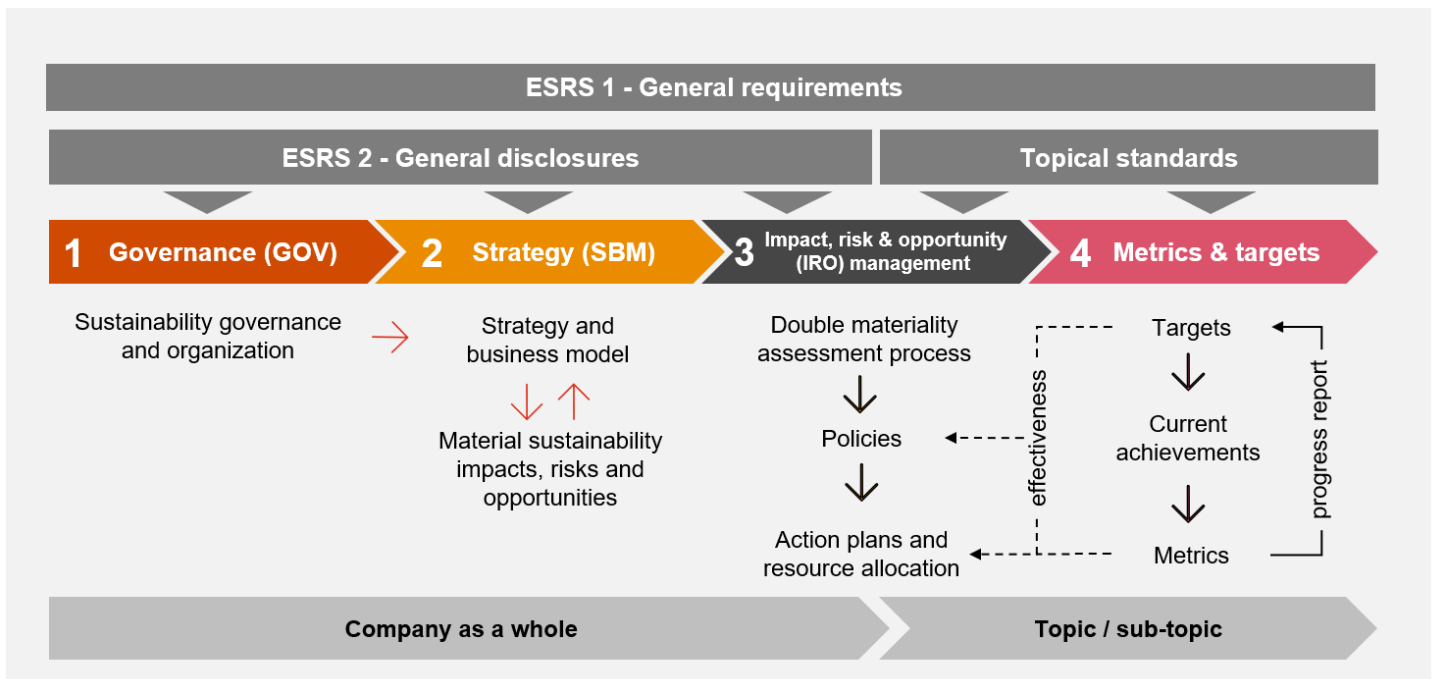 ESRS 1 - General requirements
ESRS 2 - General disclosures
Topical standards
1 Governance (GOV)
2 Strategy (SBM)
3 Impact, risk & opportunity
(IRO) management
4 Metrics & targets
Sustainability governance
and organization
Strategy and
business model
Material sustainability
impacts, risks and
opportunities
Double materiality
assessment process
Policies
Action plans and
resource allocation
effectiveness
Targets
Current
achievements
Metrics
progress report
Company as a whole
Topic / sub-topic